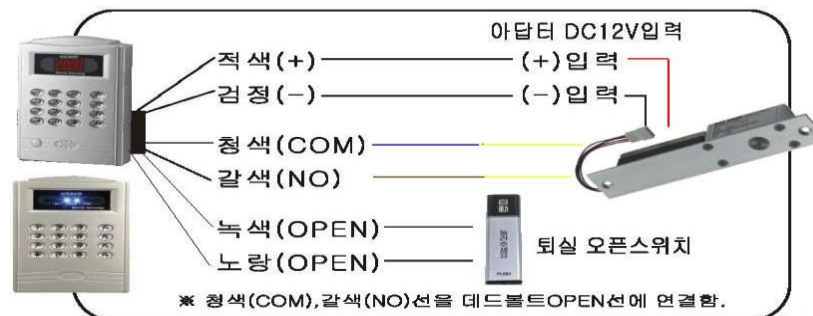 아답터 DC12V입력
적색(+) (+)입력
검정(-) (-)입력
청색(COM)
갈색(NO)
녹색(OPEN)
노랑(OPEN)
퇴실 오픈스위치
※ 청색(COM),갈색(NO)선을 데드볼트OPEN선에 연결함.